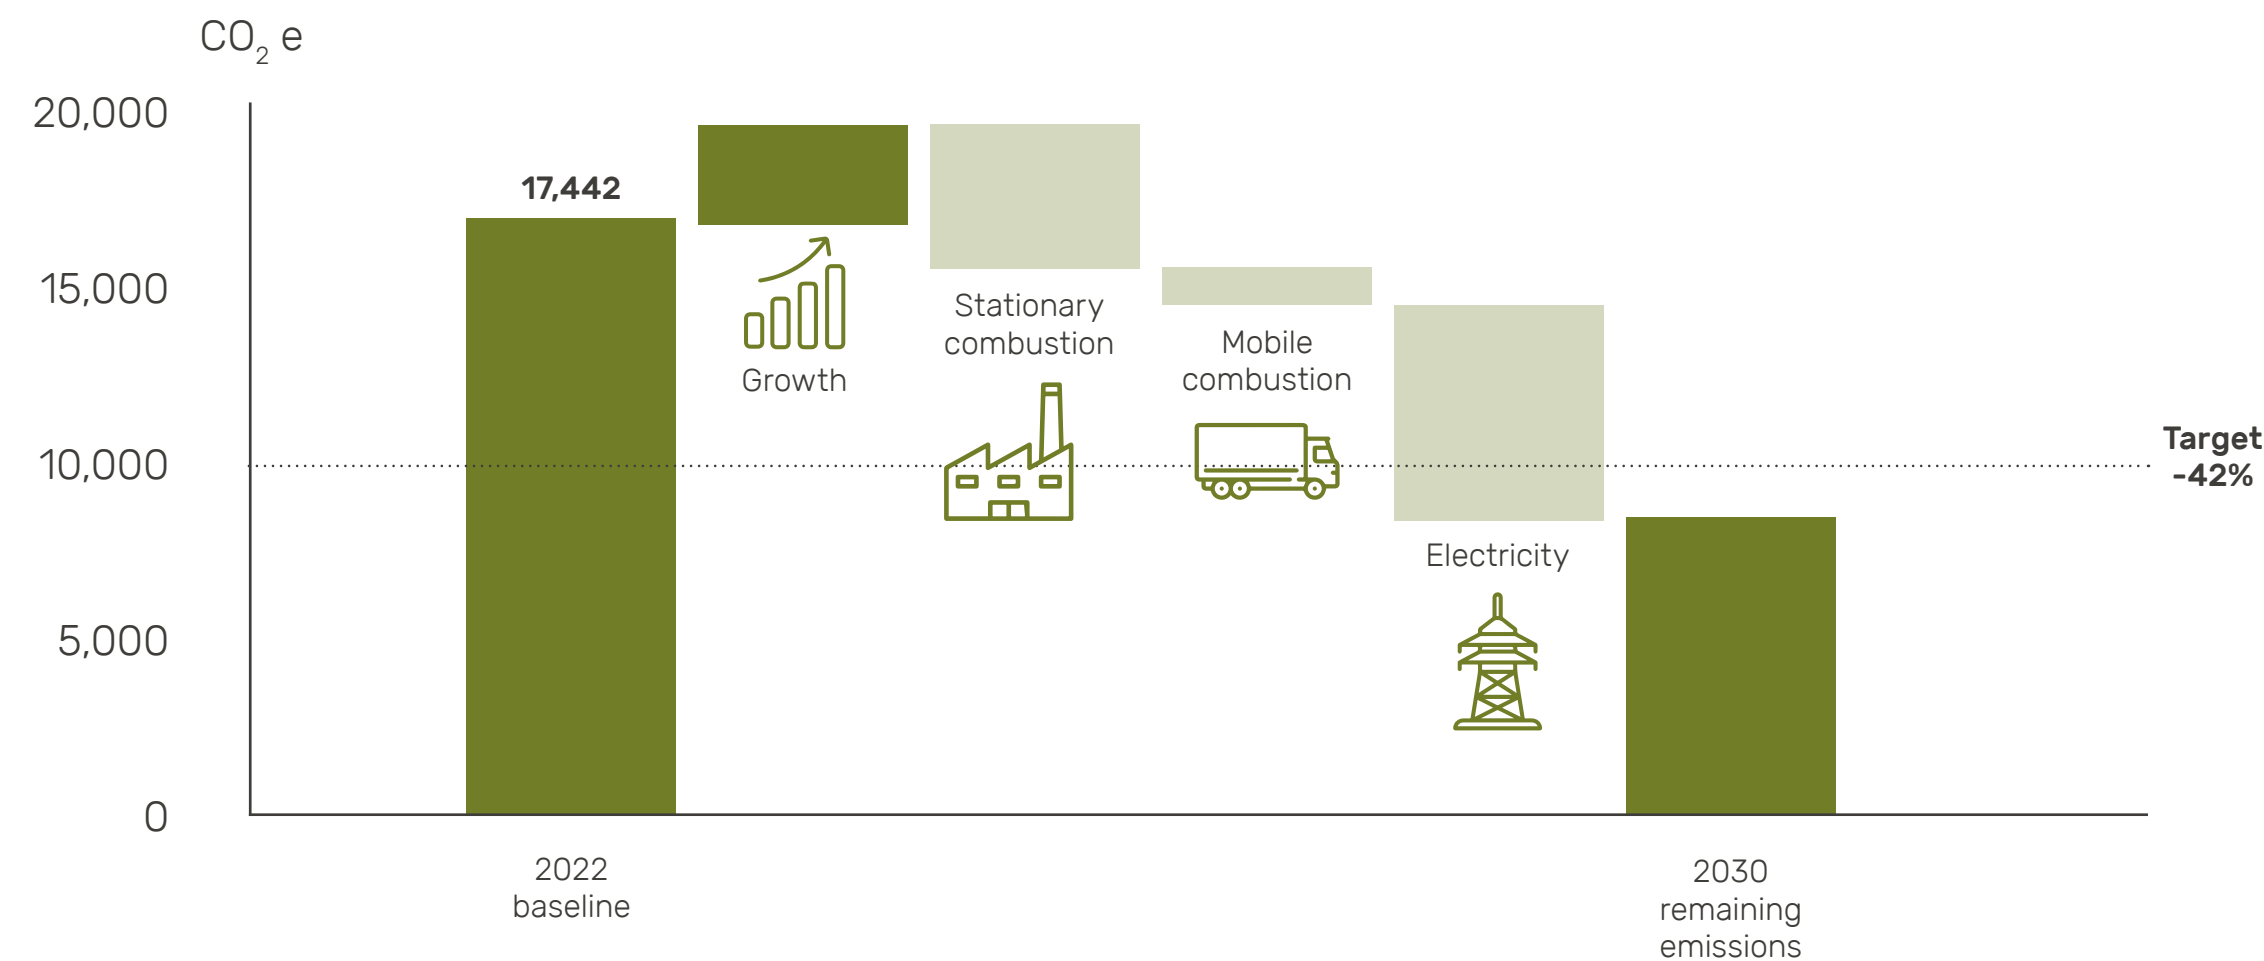 CO₂ e
20,000
15,000
10,000
5,000
0
17,442
Growth
Stationary
combustion
Mobile
combustion
Electricity
Target
-42%
2022
baseline
2030
remaining
emissions